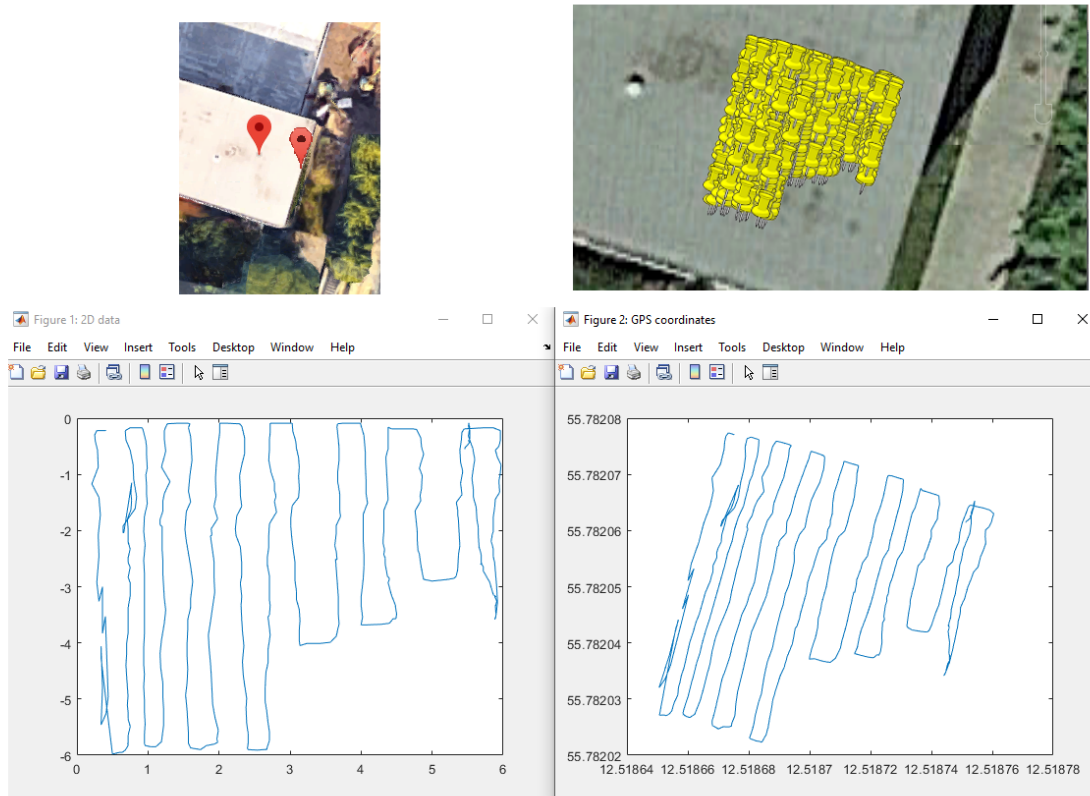 Figure 1: 2D data
File Edit View Insert Tools Desktop Window Help
0
-1
-2
-3
-4
-5
-6
0 1 2 3 4 5 6
Figure 2: GPS coordinates
File Edit View Insert Tools Desktop Window Help
55.78208
55.78207
55.78206
55.78205
55.78204
55.78203
55.78202
12.51864 12.51866 12.51868 12.5187 12.51872 12.51874 12.51876 12.51878